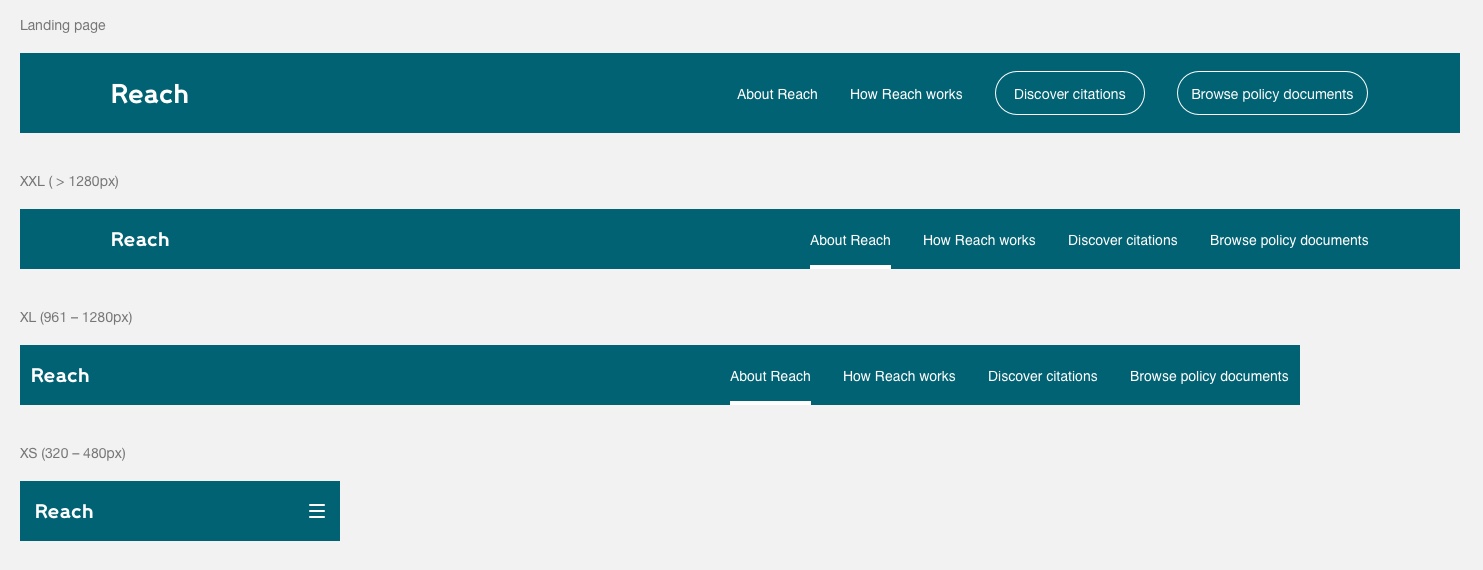 Landing page
Reach About Reach How Reach works Discover citations Browse policy documents
XXL ( > 1280px)
Reach About Reach How Reach works Discover citations Browse policy documents
XL (961 – 1280px)
Reach About Reach How Reach works Discover citations Browse policy documents
XS (320 – 480px)
Reach